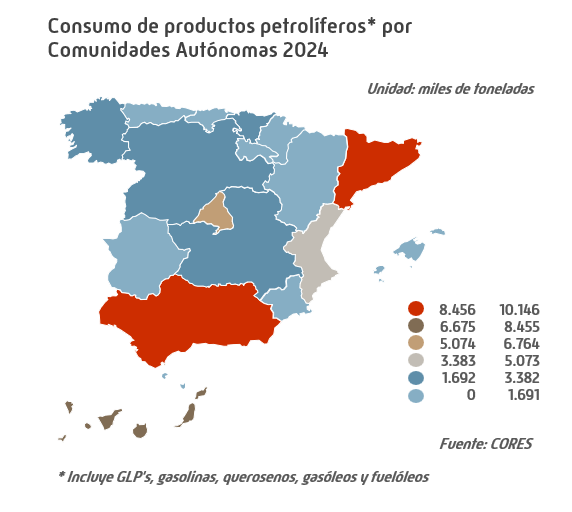 Consumo de productos petrolíferos* por
Comunidades Autónomas 2024
Unidad: miles de toneladas
8.456 10.146
6.675 8.455
5.074 6.764
3.383 5.073
1.692 3.382
0 1.691
Fuente: CORES
* Incluye GLP's, gasolinas, querosenos, gasóleos y fuelóleos